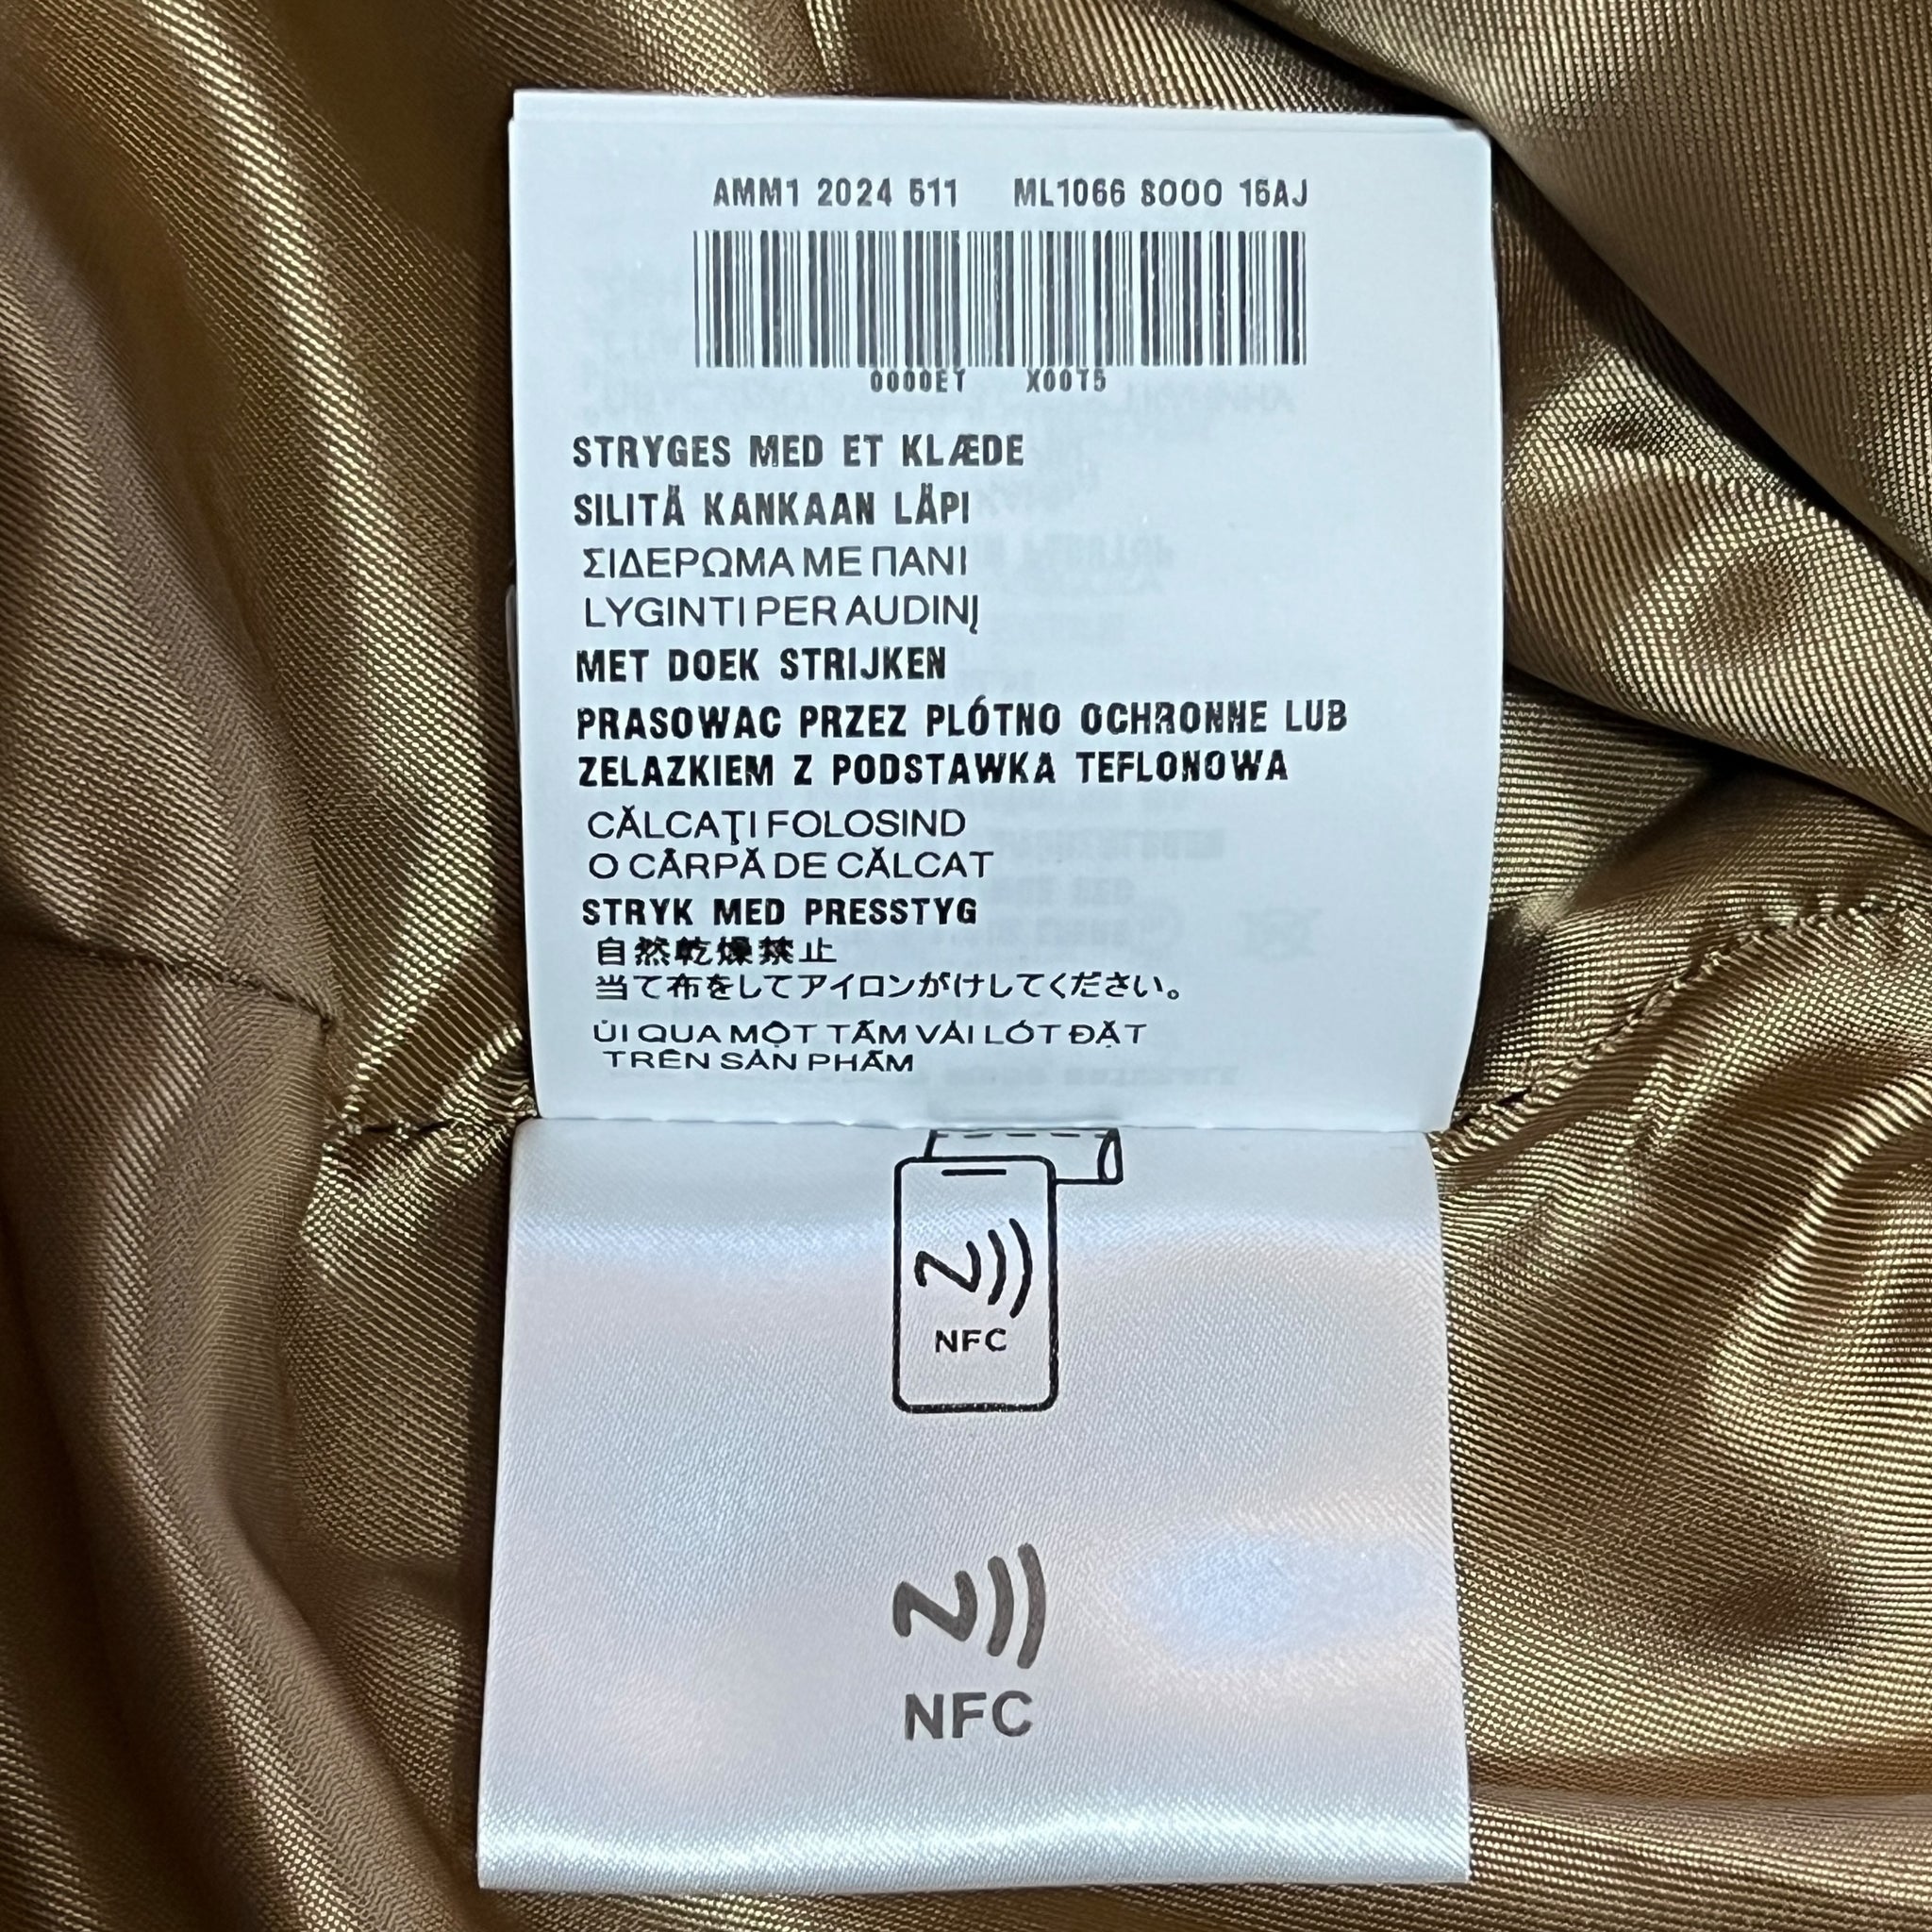 AMM1 2024 511 ML1066 8000 15AJ
0000ET X0075
STRYGES MED ET KLÆDE
SILITÄ KANKAAN LÄPI
ΣΙΔΕΡΩΜΑ ΜΕ ΠΑΝΙ
LYGINTI PER AUDINĮ
MET DOEK STRIJKEN
PRASOWAC PRZEZ PLÓTNO OCHRONNE LUB
ZELAZKIEM Z PODSTAWKA TEFLONOWA
CĂLCAŢI FOLOSIND
O CÂRPĂ DE CĂLCAT
STRYK MED PRESSTYG
自然乾燥禁止
当て布をしてアイロンがけしてください。
ỦI QUA MỘT TẤM VẢI LÓT ĐẶT
TRÊN SẢN PHẨM
NFC
NFC